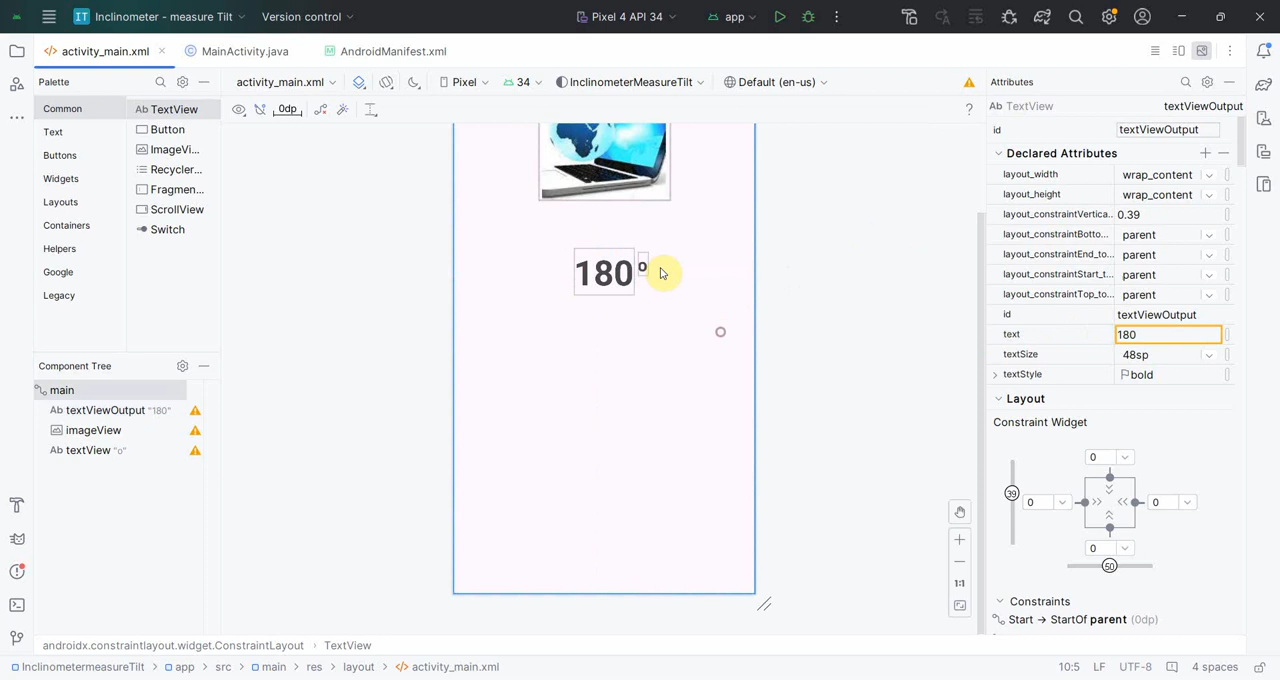 IT Inclinometer - measure Tilt Version control Pixel 4 API 34 app
activity_main.xml MainActivity.java AndroidManifest.xml
Palette activity_main.xml Pixel 34 InclinometerMeasureTilt Default (en-us) Attributes
Common
Text
Buttons
Widgets
Layouts
Containers
Helpers
Google
Legacy
Ab TextView
Button
ImageVi...
Recycler...
Fragmen...
ScrollView
Switch
0dp
?
180
o
1:1
Component Tree
main
Ab textViewOutput "180"
imageView
Ab textView "o"
Ab TextView textViewOutput
id textViewOutput
Declared Attributes
layout_width wrap_content
layout_height wrap_content
layout_constraintVertica... 0.39
layout_constraintBotto... parent
layout_constraintEnd_to... parent
layout_constraintStart_t... parent
layout_constraintTop_to... parent
id textViewOutput
text 180
textSize 48sp
textStyle bold
Layout
Constraint Widget
0
39
0
0
0
50
Constraints
Start → StartOf parent (0dp)
androidx.constraintlayout.widget.ConstraintLayout > TextView
InclinometermeasureTilt > app > src > main > res > layout > activity_main.xml 10:5 LF UTF-8 4 spaces